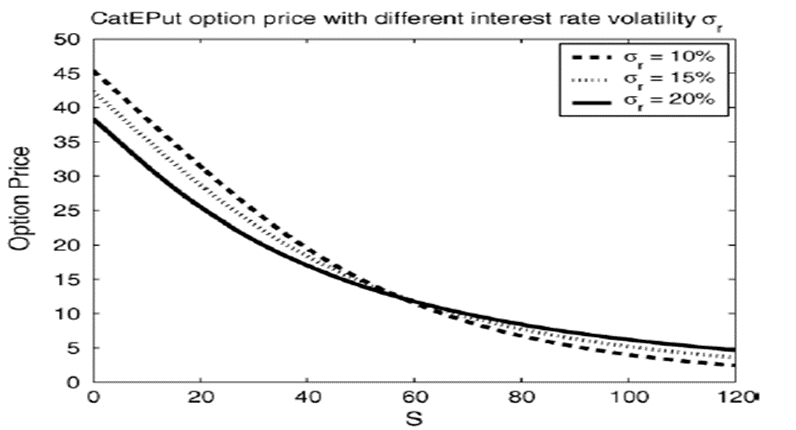 CatEPut option price with different interest rate volatility σr
50
45
40
35
30
25
20
15
10
5
0
Option Price
σr = 10%
σr = 15%
σr = 20%
0 20 40 60 80 100 120
S